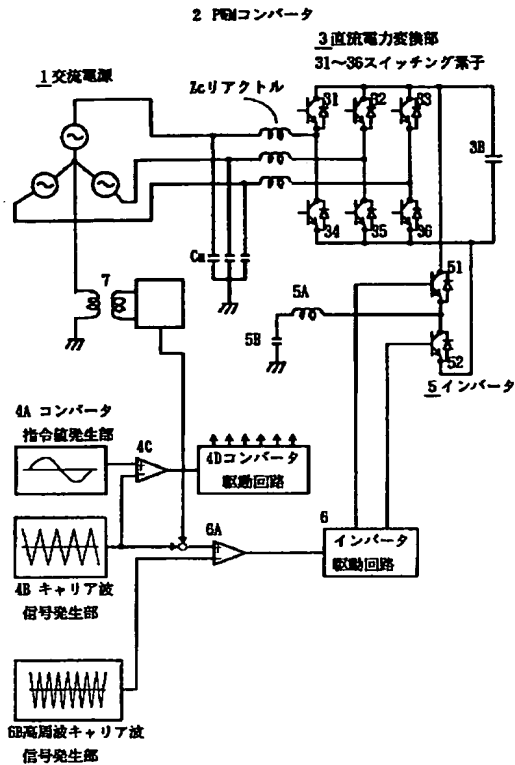 2 PWMコンバータ
3 直流電力変換部
31～36スイッチング素子
1 交流電源
Zcリアクトル
31
32
33
3B
34
35
36
Cn
7
51
5A
5B
52
5 インバータ
4A コンバータ
指令値発生部
4C
4Dコンバータ
駆動回路
6A
6
インバータ
駆動回路
4B キャリア波
信号発生部
6B高周波キャリア波
信号発生部